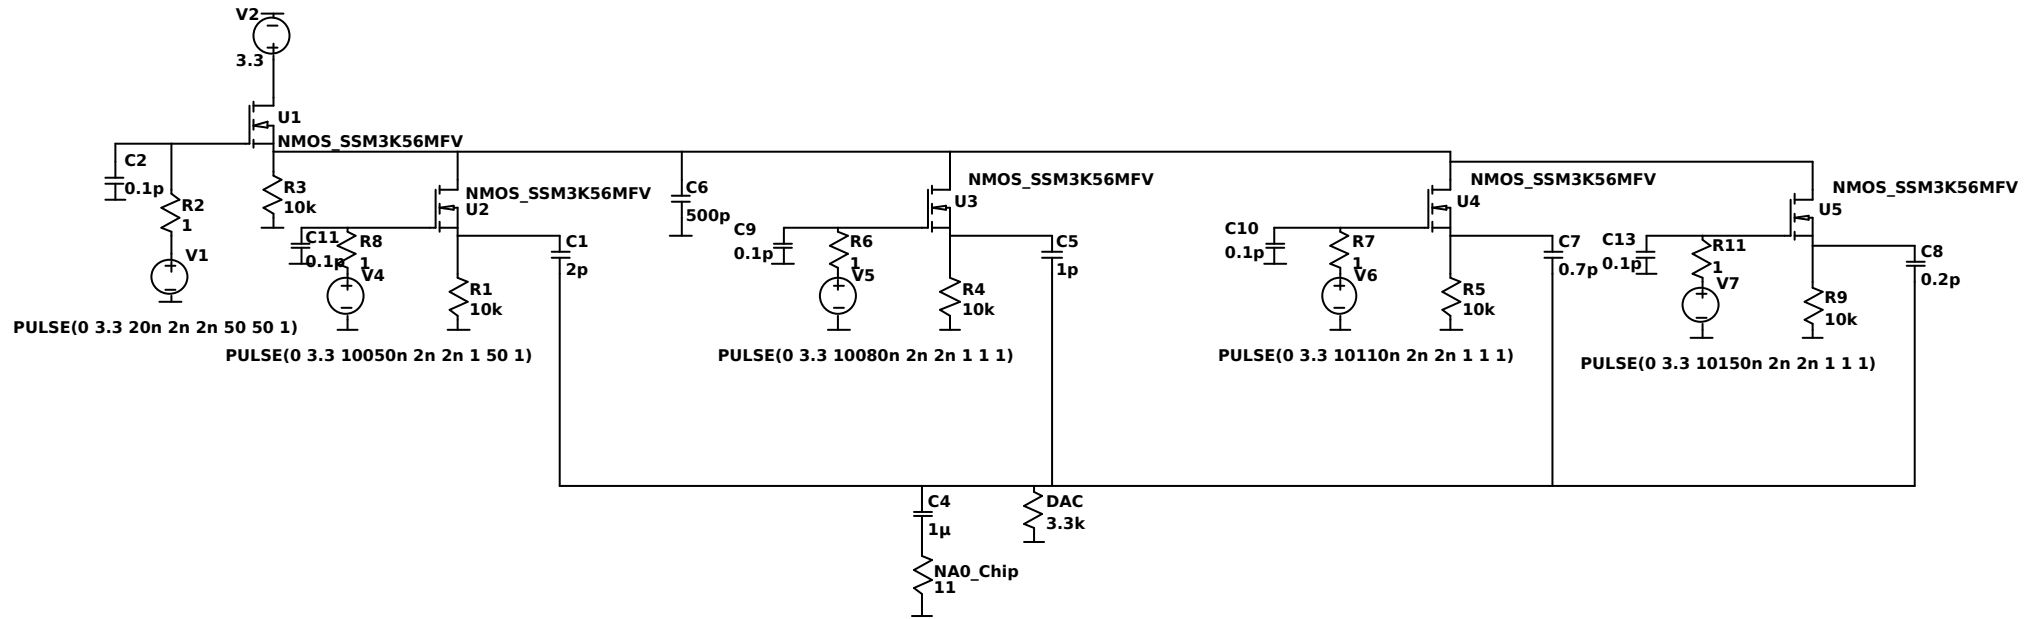 V2
3.3
U1
NMOS_SSM3K56MFV
C2
0.1p
R2
1
V1
PULSE(0 3.3 20n 2n 2n 50 50 1)
R3
10k
C11
0.1p
R8
1
V4
PULSE(0 3.3 10050n 2n 2n 1 50 1)
NMOS_SSM3K56MFV
U2
R1
10k
C1
2p
C6
500p
C9
0.1p
R6
1
V5
PULSE(0 3.3 10080n 2n 2n 1 1 1)
NMOS_SSM3K56MFV
U3
R4
10k
C5
1p
C10
0.1p
R7
1
V6
PULSE(0 3.3 10110n 2n 2n 1 1 1)
NMOS_SSM3K56MFV
U4
R5
10k
C7
0.7p
C13
0.1p
R11
1
V7
PULSE(0 3.3 10150n 2n 2n 1 1 1)
NMOS_SSM3K56MFV
U5
R9
10k
C8
0.2p
C4
1µ
DAC
3.3k
NA0_Chip
11